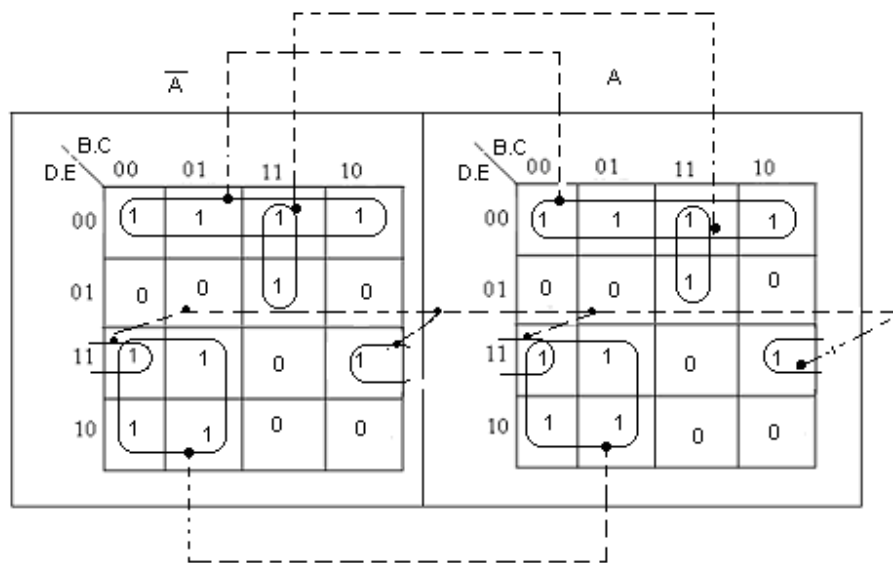 A̅ A
B.C B.C
D.E 00 01 11 10 D.E 00 01 11 10
00 1 1 1 1 00 1 1 1 1
01 0 0 1 0 01 0 0 1 0
11 1 1 0 1 11 1 1 0 1
10 1 1 0 0 10 1 1 0 0